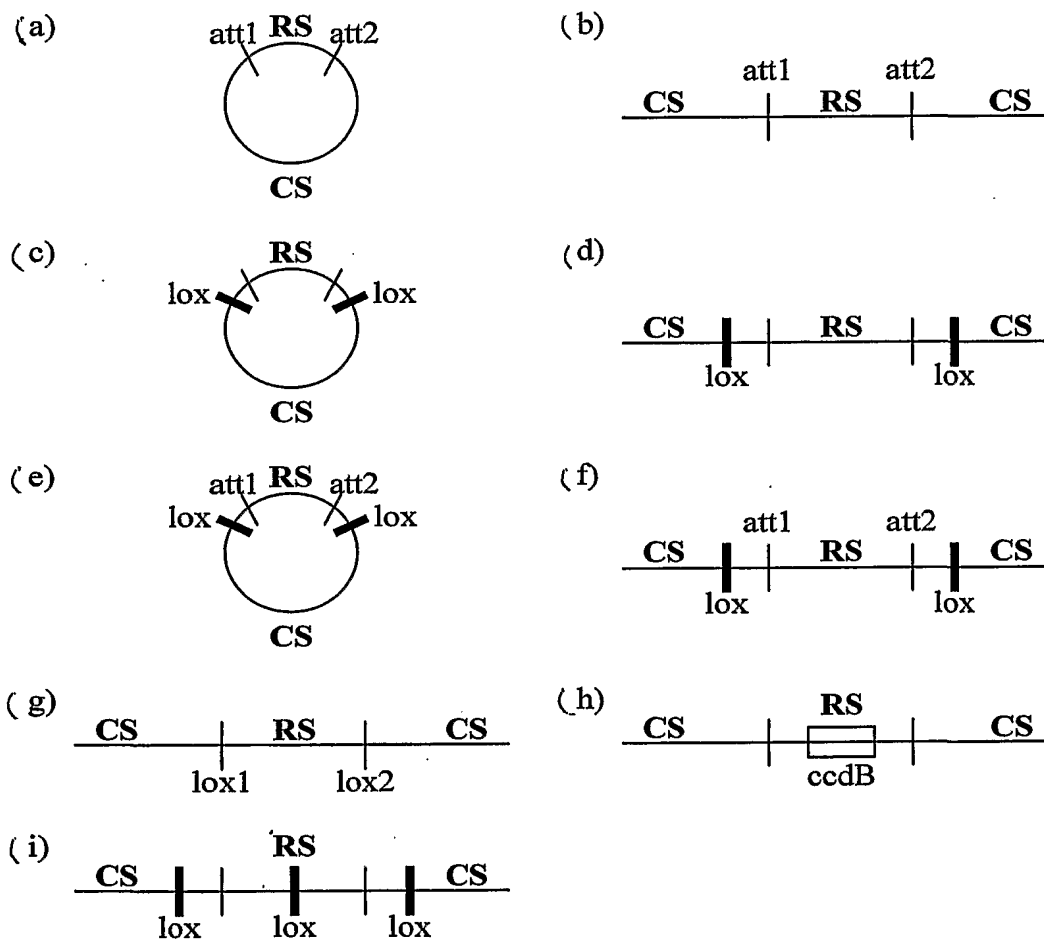 (a)
att1 RS att2
CS
(b)
att1 att2
CS RS CS
(c)
RS
lox lox
CS
(d)
CS RS CS
lox lox
(e)
RS
att1 att2
lox lox
CS
(f)
att1 att2
CS RS CS
lox lox
(g)
CS RS CS
lox1 lox2
(h)
RS
CS CS
ccdB
(i)
RS
CS CS
lox lox lox